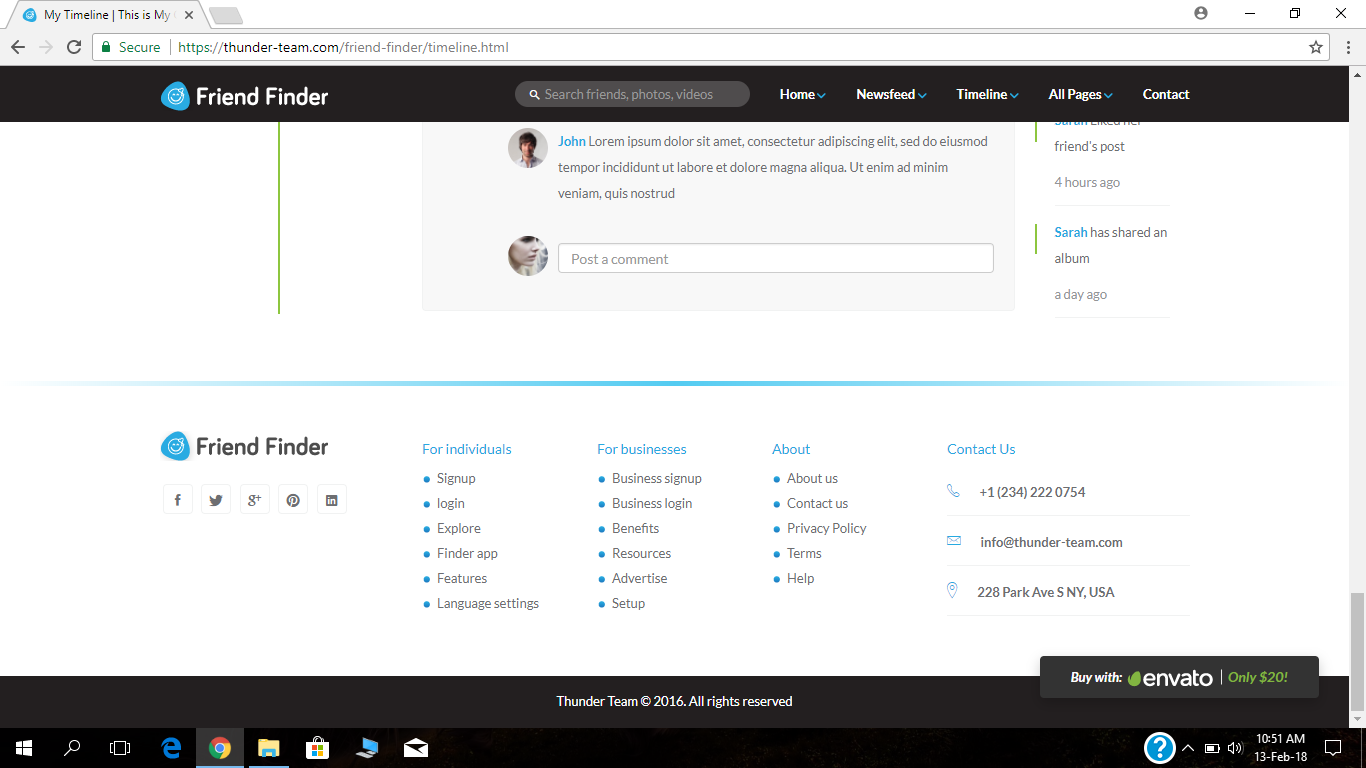 My Timeline | This is My
Secure
https://thunder-team.com/friend-finder/timeline.html
Friend Finder
Search friends, photos, videos
Home
Newsfeed
Timeline
All Pages
Contact
John Lorem ipsum dolor sit amet, consectetur adipiscing elit, sed do eiusmod
tempor incididunt ut labore et dolore magna aliqua. Ut enim ad minim
veniam, quis nostrud
Post a comment
Sarah Liked her
friend's post
4 hours ago
Sarah has shared an
album
a day ago
Friend Finder
For individuals
Signup
login
Explore
Finder app
Features
Language settings
For businesses
Business signup
Business login
Benefits
Resources
Advertise
Setup
About
About us
Contact us
Privacy Policy
Terms
Help
Contact Us
+1 (234) 222 0754
info@thunder-team.com
228 Park Ave S NY, USA
Buy with: envato | Only $20!
Thunder Team © 2016. All rights reserved
10:51 AM
13-Feb-18